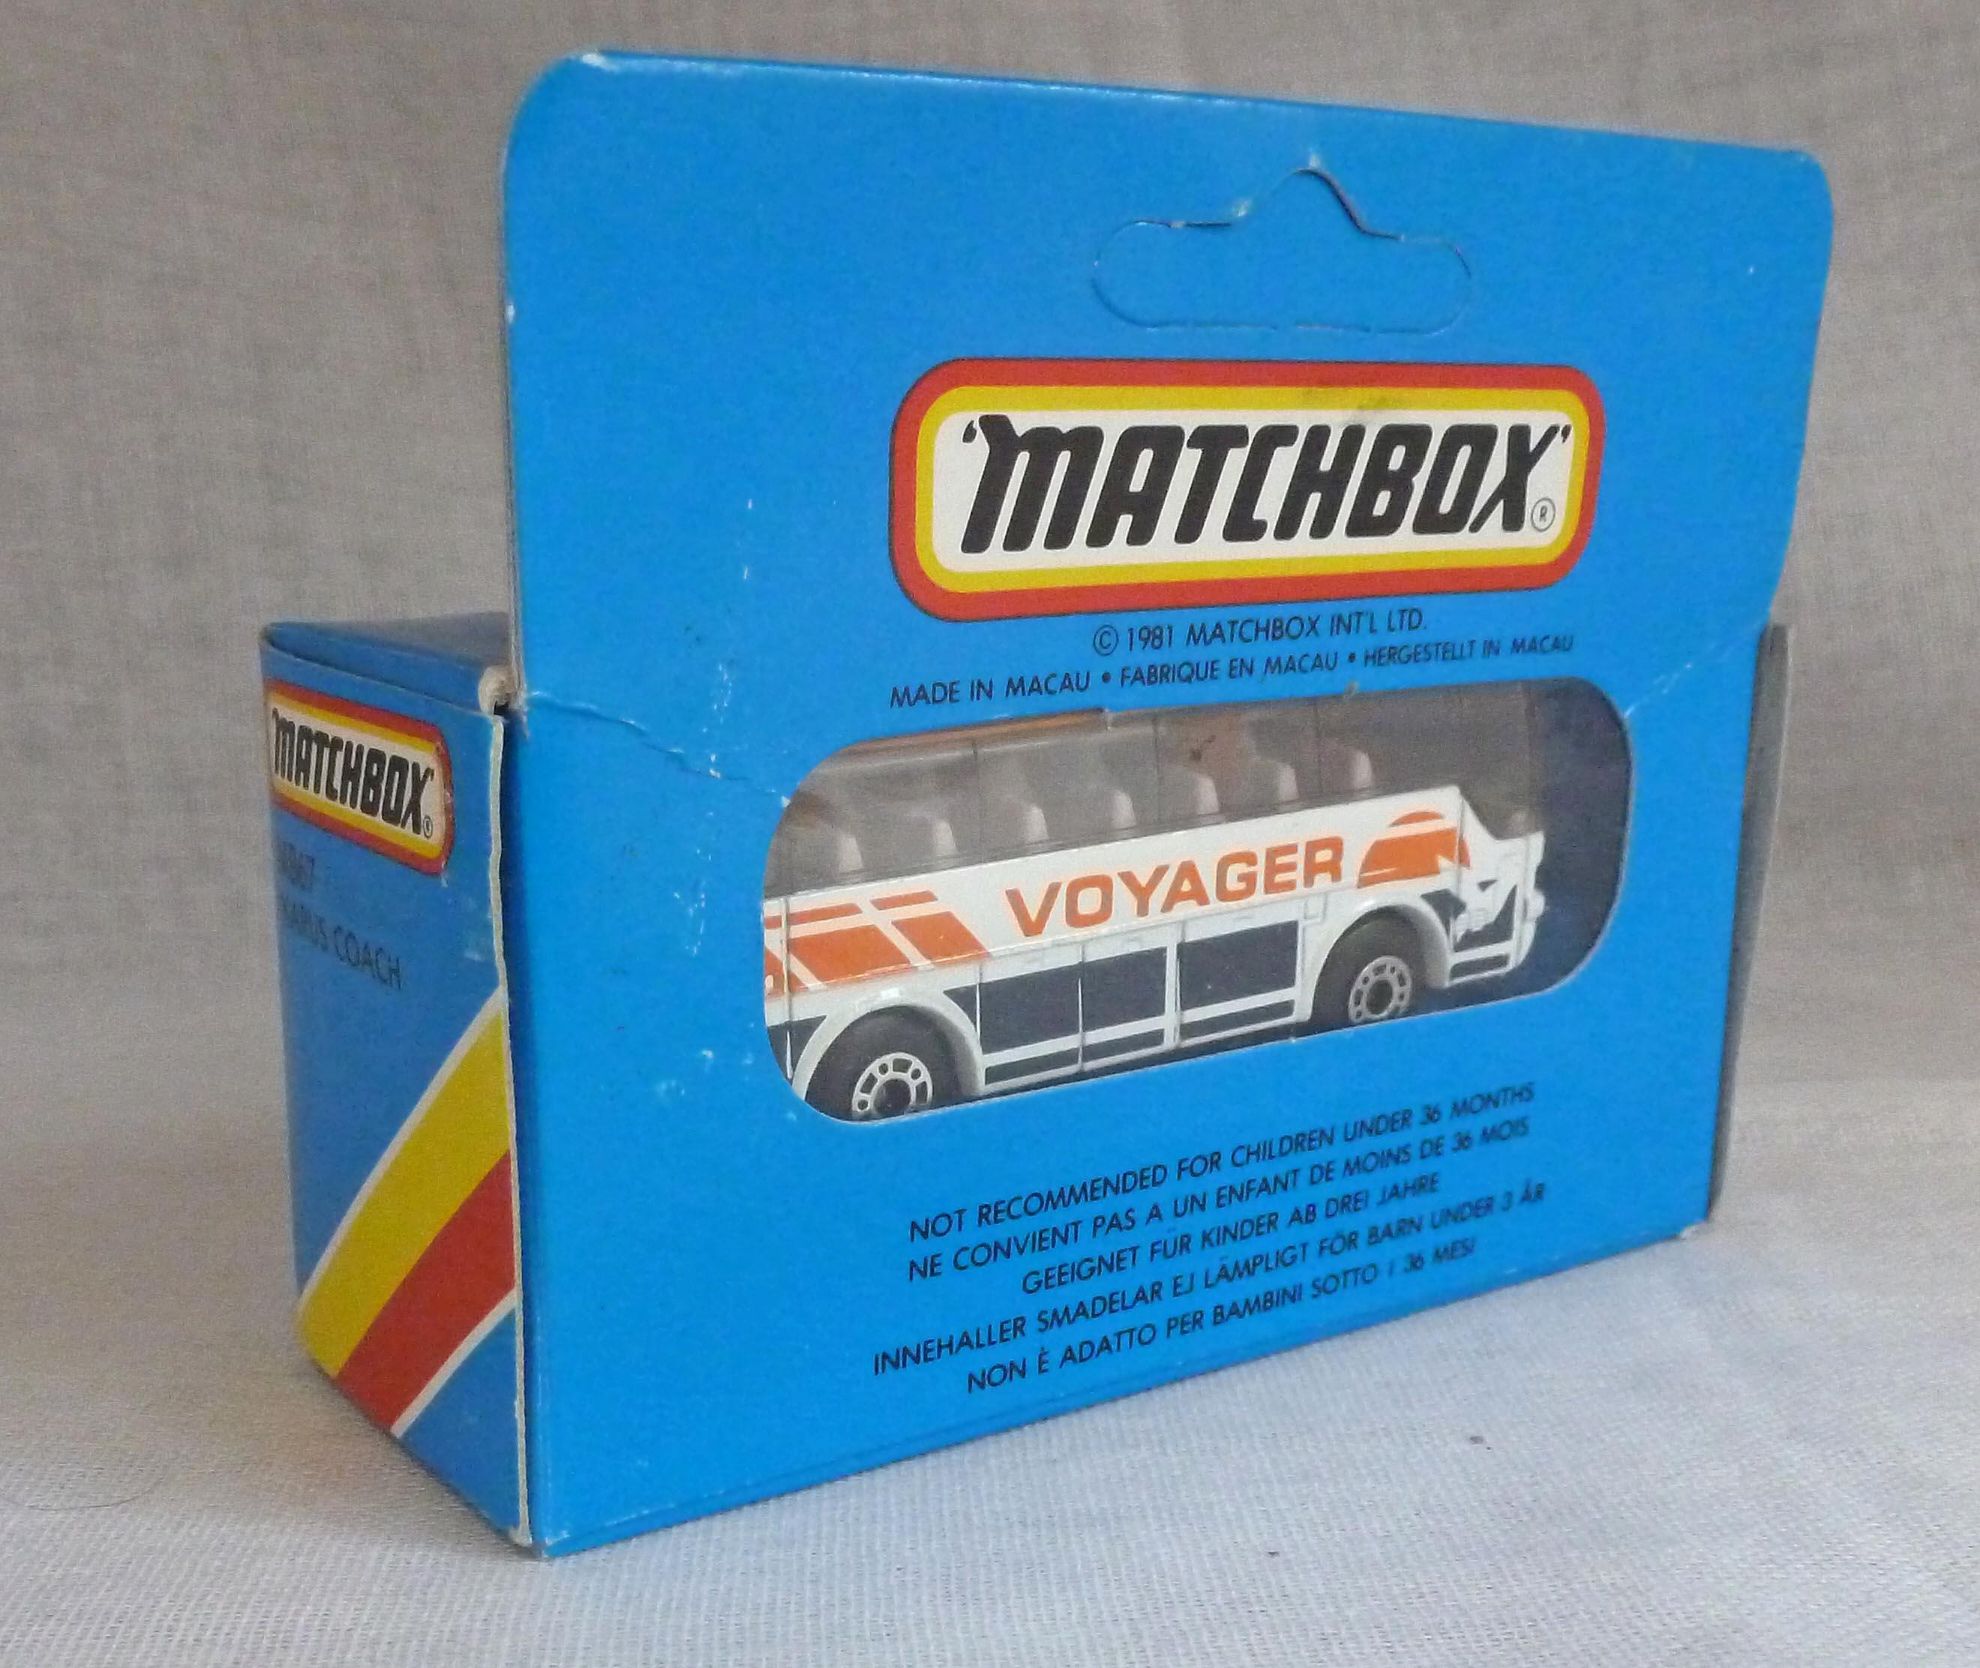 'MATCHBOX'®
© 1981 MATCHBOX INT'L LTD.
MADE IN MACAU • FABRIQUE EN MACAU • HERGESTELLT IN MACAU
VOYAGER
NOT RECOMMENDED FOR CHILDREN UNDER 36 MONTHS
NE CONVIENT PAS A UN ENFANT DE MOINS DE 36 MOIS
GEEIGNET FÜR KINDER AB DREI JAHRE
INNEHALLER SMADELAR EJ LÄMPLIGT FÖR BARN UNDER 3 ÅR
NON È ADATTO PER BAMBINI SOTTO I 36 MESI
MATCHBOX'®
COACH